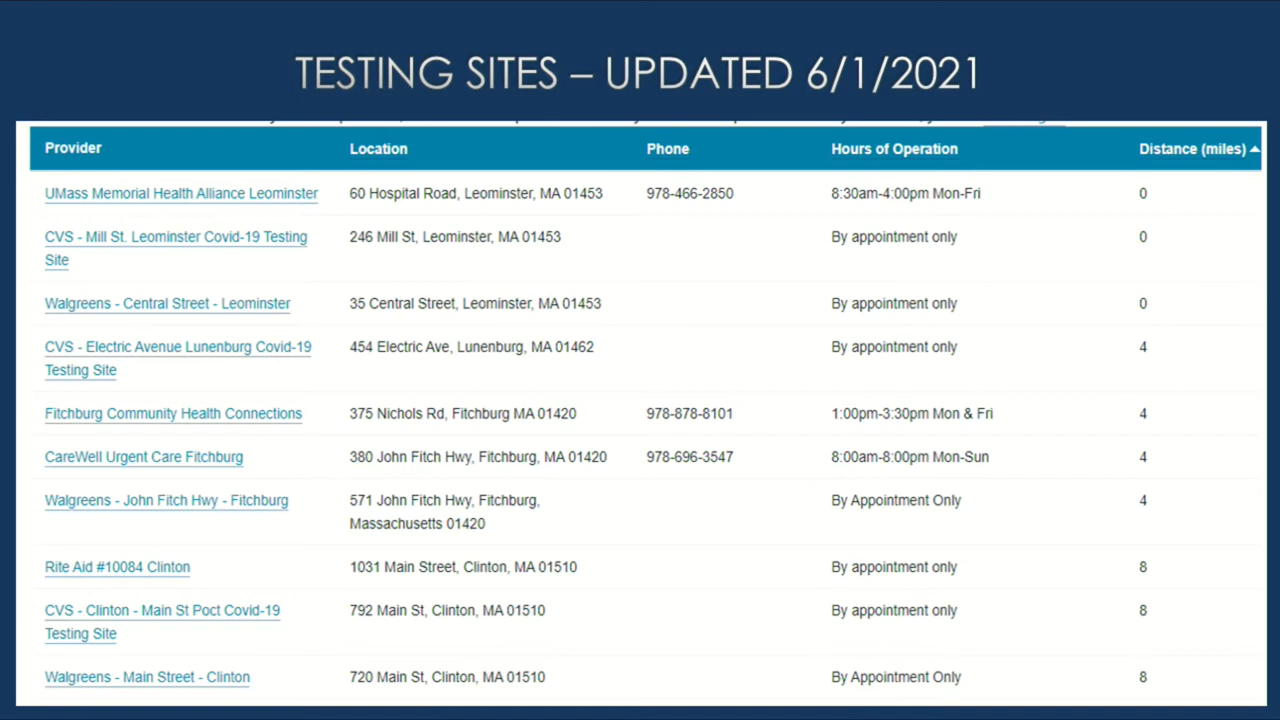 TESTING SITES – UPDATED 6/1/2021
Provider Location Phone Hours of Operation Distance (miles)
UMass Memorial Health Alliance Leominster 60 Hospital Road, Leominster, MA 01453 978-466-2850 8:30am-4:00pm Mon-Fri 0
CVS - Mill St. Leominster Covid-19 Testing 246 Mill St, Leominster, MA 01453 By appointment only 0
Site
Walgreens - Central Street - Leominster 35 Central Street, Leominster, MA 01453 By appointment only 0
CVS - Electric Avenue Lunenburg Covid-19 454 Electric Ave, Lunenburg, MA 01462 By appointment only 4
Testing Site
Fitchburg Community Health Connections 375 Nichols Rd, Fitchburg MA 01420 978-878-8101 1:00pm-3:30pm Mon & Fri 4
CareWell Urgent Care Fitchburg 380 John Fitch Hwy, Fitchburg, MA 01420 978-696-3547 8:00am-8:00pm Mon-Sun 4
Walgreens - John Fitch Hwy - Fitchburg 571 John Fitch Hwy, Fitchburg, By Appointment Only 4
Massachusetts 01420
Rite Aid #10084 Clinton 1031 Main Street, Clinton, MA 01510 By appointment only 8
CVS - Clinton - Main St Poct Covid-19 792 Main St, Clinton, MA 01510 By appointment only 8
Testing Site
Walgreens - Main Street - Clinton 720 Main St, Clinton, MA 01510 By Appointment Only 8